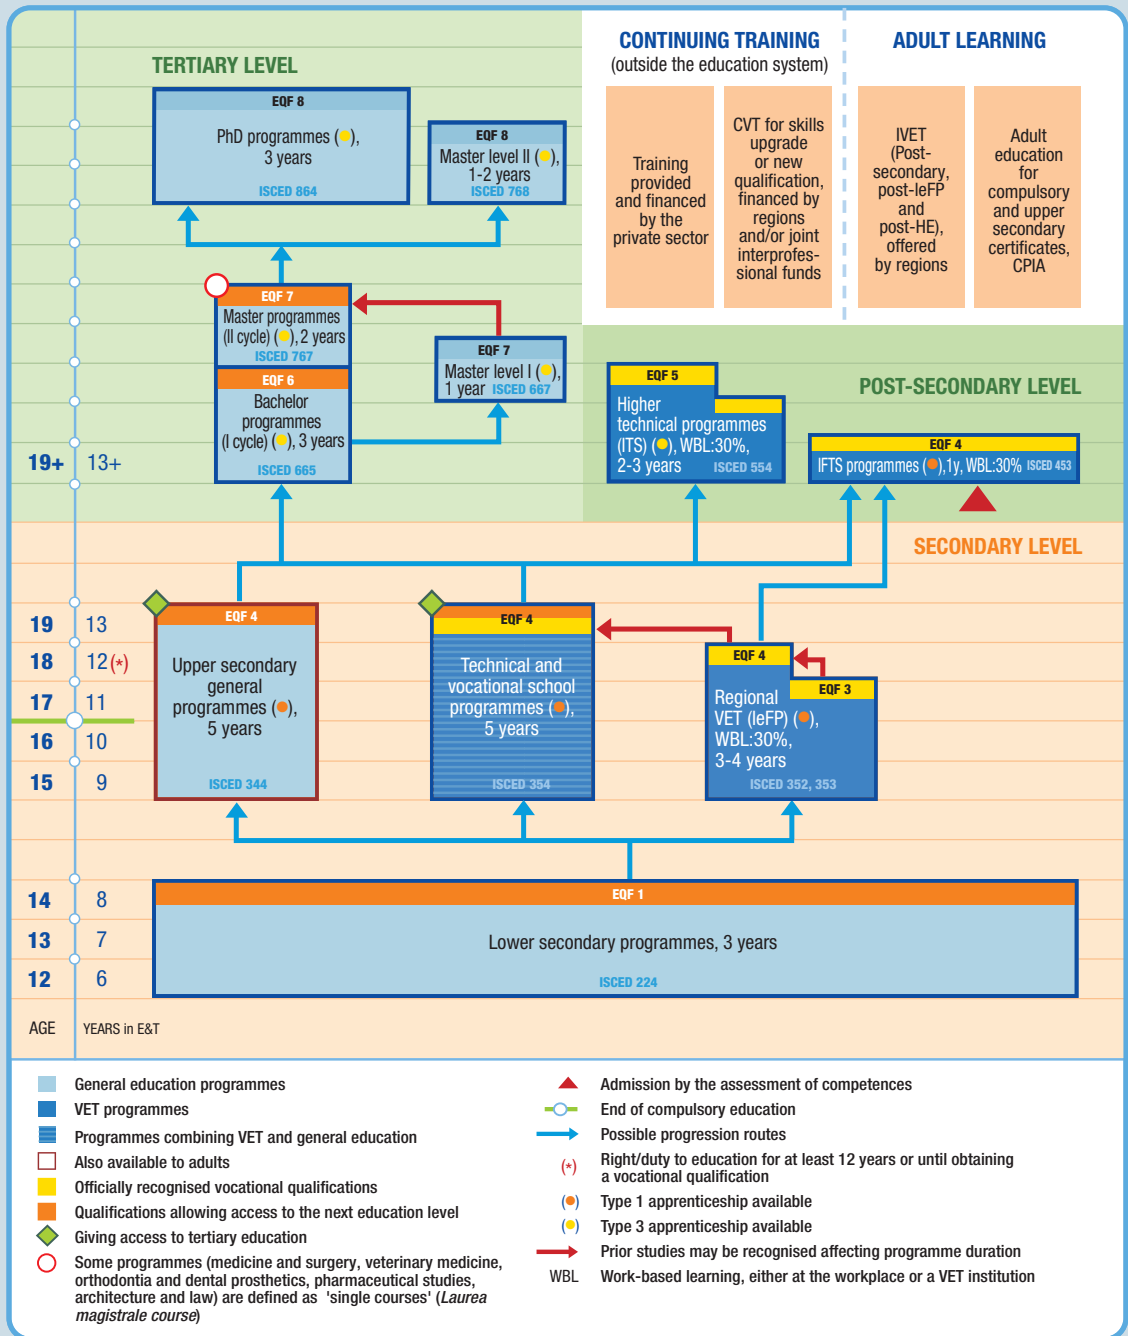 TERTIARY LEVEL
EQF 8
PhD programmes (),
3 years
ISCED 864
EQF 8
Master level II (),
1-2 years
ISCED 768
EQF 7
Master programmes
(II cycle) (), 2 years
ISCED 767
EQF 6
Bachelor
programmes
(I cycle) (), 3 years
ISCED 665
EQF 7
Master level I (),
1 year ISCED 667
CONTINUING TRAINING
(outside the education system)
Training
provided
and financed
by the
private sector
CVT for skills
upgrade
or new
qualification,
financed by
regions
and/or joint
interprofes-
sional funds
ADULT LEARNING
IVET
(Post-
secondary,
post-leFP
and
post-HE),
offered
by regions
Adult
education
for
compulsory
and upper
secondary
certificates,
CPIA
POST-SECONDARY LEVEL
EQF 5
Higher
technical programmes
(ITS) (), WBL:30%,
2-3 years ISCED 554
EQF 4
IFTS programmes (),1y, WBL:30% ISCED 453
19+ 13+
SECONDARY LEVEL
19 13
18 12 (*)
17 11
16 10
15 9
EQF 4
Upper secondary
general
programmes (),
5 years
ISCED 344
EQF 4
Technical and
vocational school
programmes (),
5 years
ISCED 354
EQF 4
EQF 3
Regional
VET (leFP) (),
WBL:30%,
3-4 years
ISCED 352, 353
14 8
13 7
12 6
EQF 1
Lower secondary programmes, 3 years
ISCED 224
AGE YEARS in E&T
General education programmes
VET programmes
Programmes combining VET and general education
Also available to adults
Officially recognised vocational qualifications
Qualifications allowing access to the next education level
Giving access to tertiary education
Some programmes (medicine and surgery, veterinary medicine,
orthodontia and dental prosthetics, pharmaceutical studies,
architecture and law) are defined as 'single courses' (Laurea
magistrale course)
Admission by the assessment of competences
End of compulsory education
Possible progression routes
(*) Right/duty to education for at least 12 years or until obtaining
a vocational qualification
() Type 1 apprenticeship available
() Type 3 apprenticeship available
Prior studies may be recognised affecting programme duration
WBL Work-based learning, either at the workplace or a VET institution